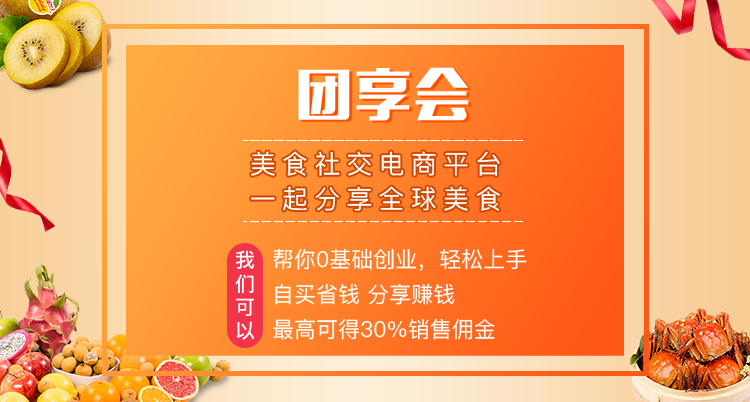 团享会
美食社交电商平台
一起分享全球美食
我们可以
帮你0基础创业，轻松上手
自买省钱 分享赚钱
最高可得30%销售佣金